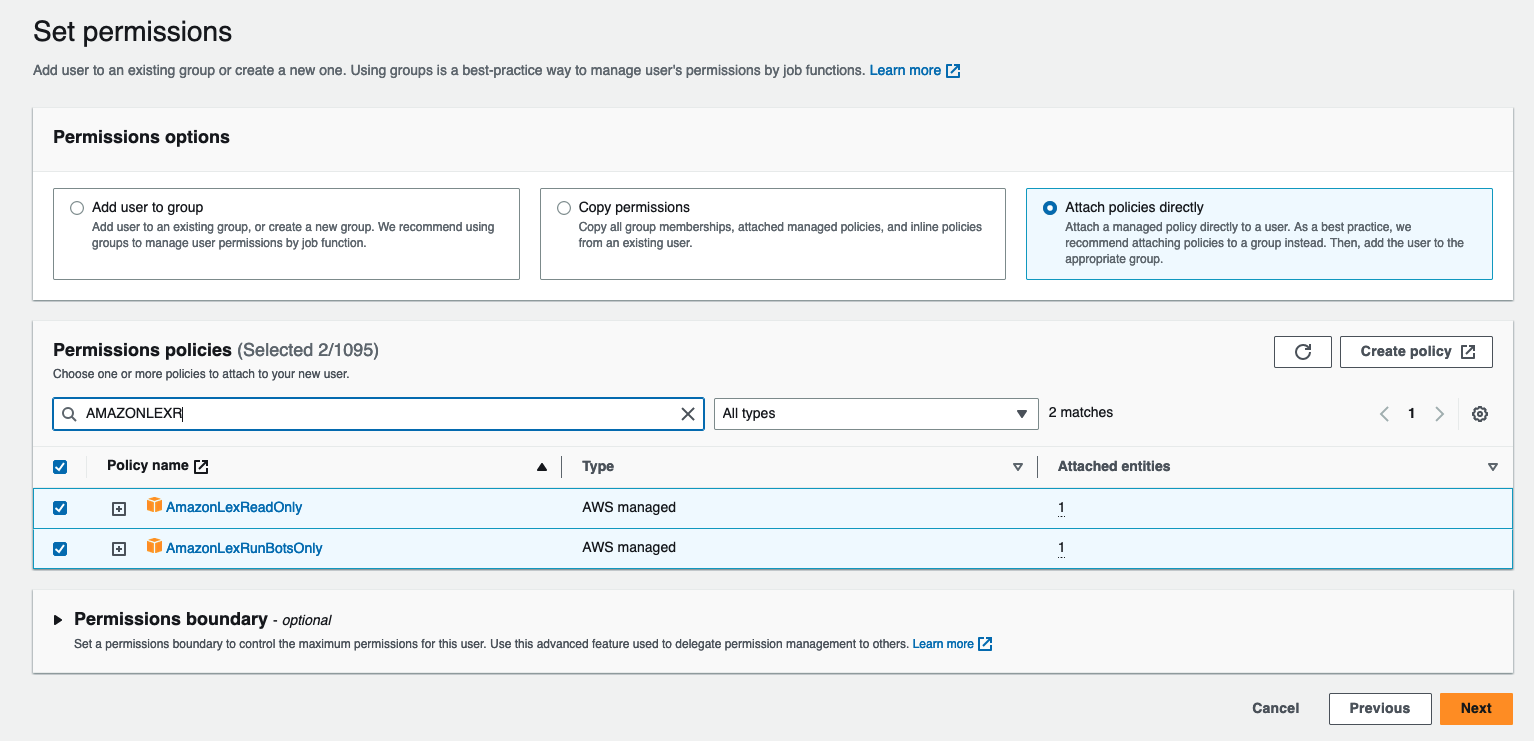 Set permissions
Add user to an existing group or create a new one. Using groups is a best-practice way to manage user's permissions by job functions. Learn more
Permissions options
Add user to group
Add user to an existing group, or create a new group. We recommend using
groups to manage user permissions by job function.
Copy permissions
Copy all group memberships, attached managed policies, and inline policies
from an existing user.
Attach policies directly
Attach a managed policy directly to a user. As a best practice, we
recommend attaching policies to a group instead. Then, add the user to the
appropriate group.
Permissions policies (Selected 2/1095)
Choose one or more policies to attach to your new user.
Create policy
AMAZONLEXR
All types
2 matches
1
Policy name
Type
Attached entities
AmazonLexReadOnly
AWS managed
1
AmazonLexRunBotsOnly
AWS managed
1
Permissions boundary - optional
Set a permissions boundary to control the maximum permissions for this user. Use this advanced feature used to delegate permission management to others. Learn more
Cancel
Previous
Next